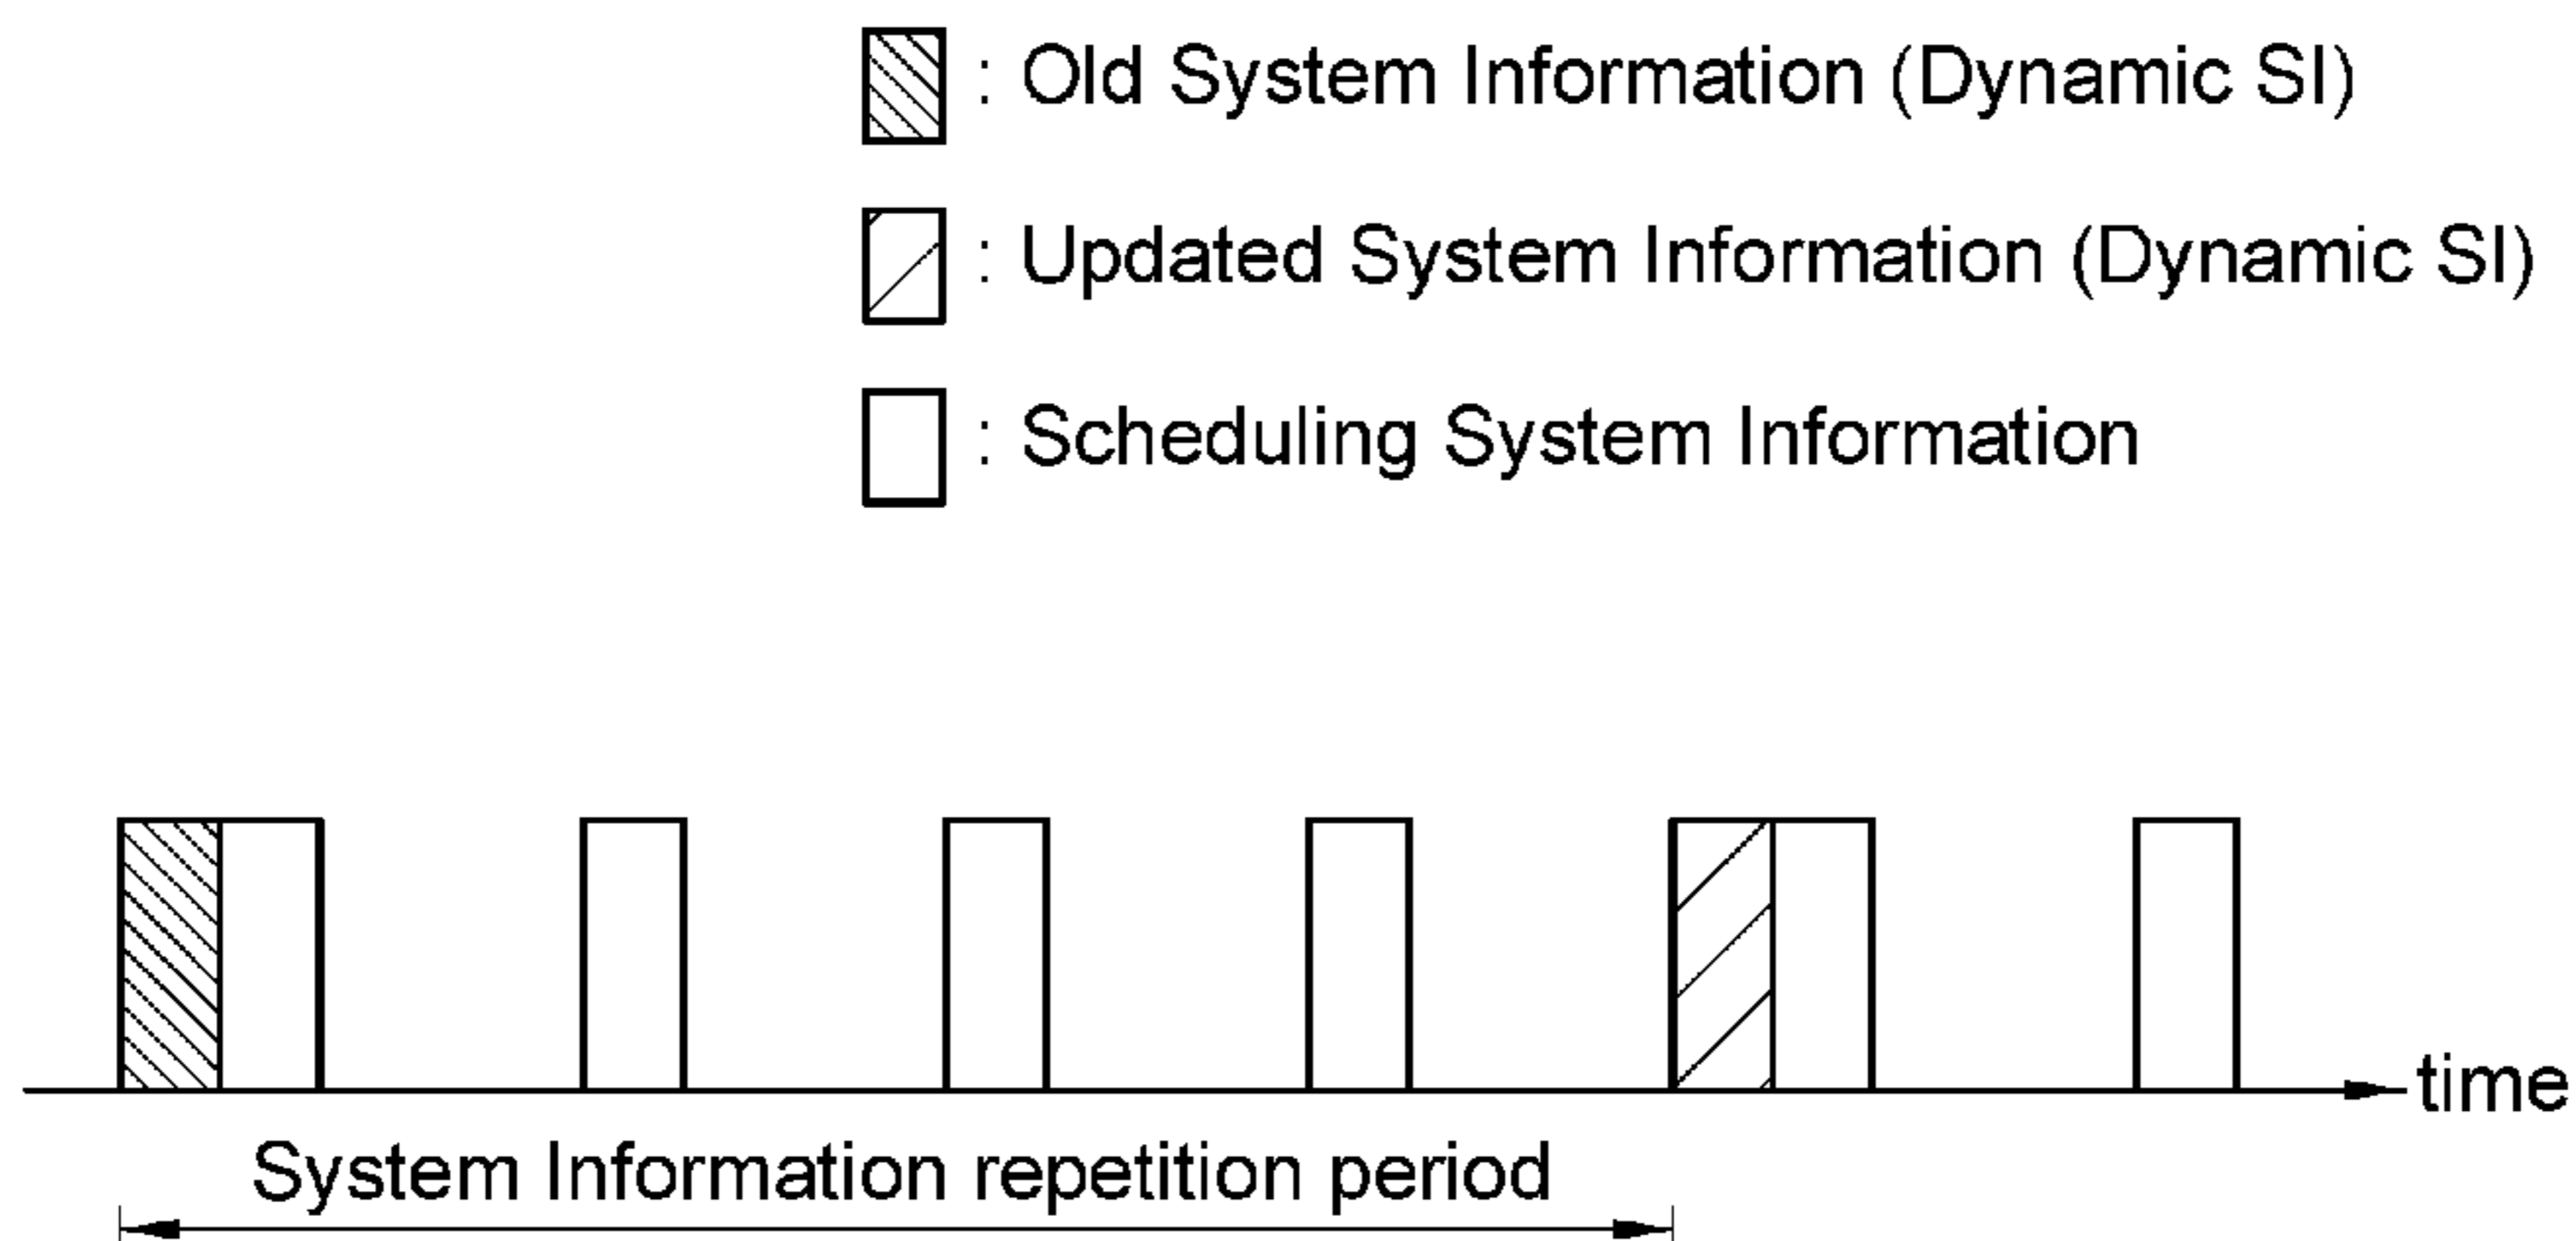 : Old System Information (Dynamic SI)
: Updated System Information (Dynamic SI)
: Scheduling System Information
time
System Information repetition period